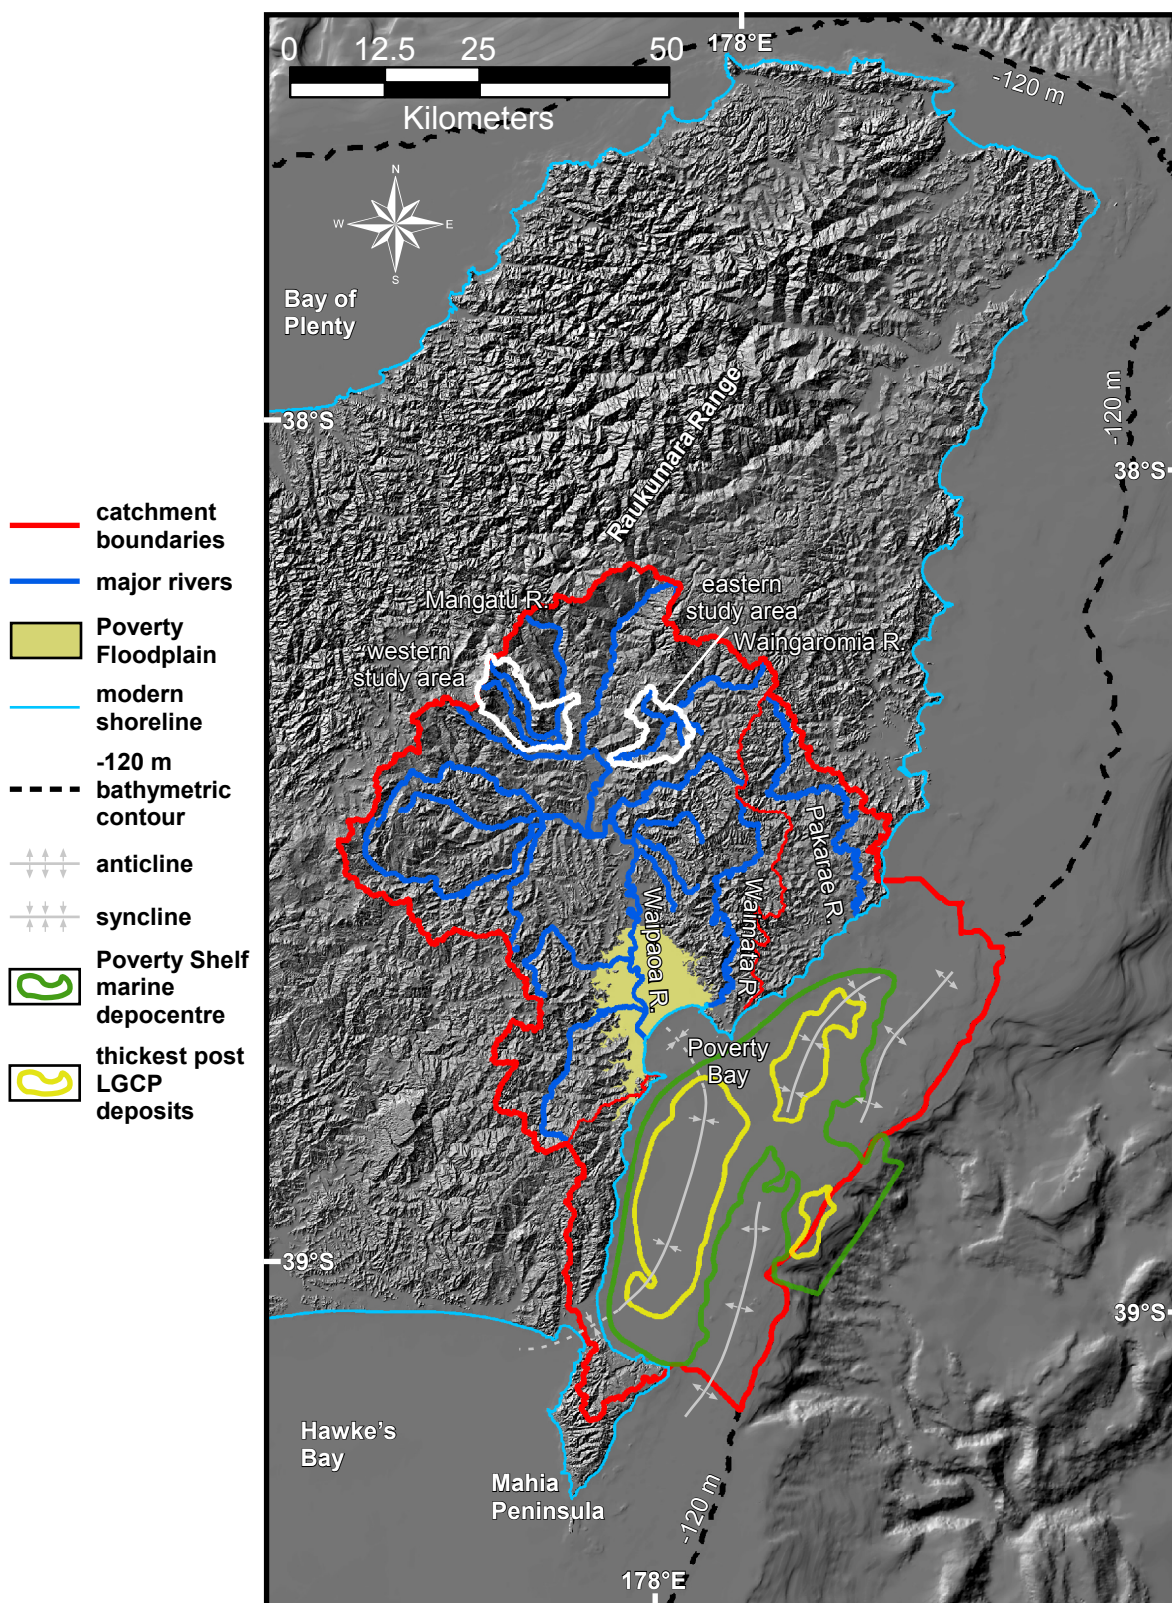 0 12.5 25 50
Kilometers
178°E
-120 m
N
W E
S
Bay of
Plenty
-120 m
38°S
38°S
Raukumara Range
Mangatu R.
eastern
study area
Waingaromia R.
western
study area
Pakarae R.
Waimata R.
Waipaoa R.
Poverty
Bay
39°S
39°S
Hawke's
Bay
Mahia
Peninsula
-120 m
178°E
catchment
boundaries
major rivers
Poverty
Floodplain
modern
shoreline
-120 m
bathymetric
contour
anticline
syncline
Poverty Shelf
marine
depocentre
thickest post
LGCP
deposits